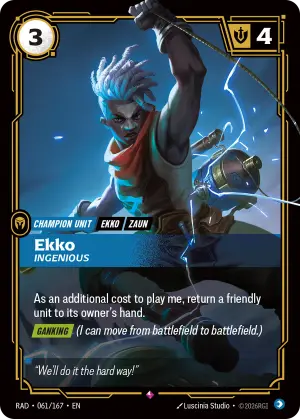 3
4
CHAMPION UNIT EKKO ZAUN
Ekko
INGENIOUS
As an additional cost to play me, return a friendly
unit to its owner's hand.
GANKING (I can move from battlefield to battlefield.)
"We'll do it the hard way!"
RAD • 061/167 • EN Luscinia Studio • ©2026RGI